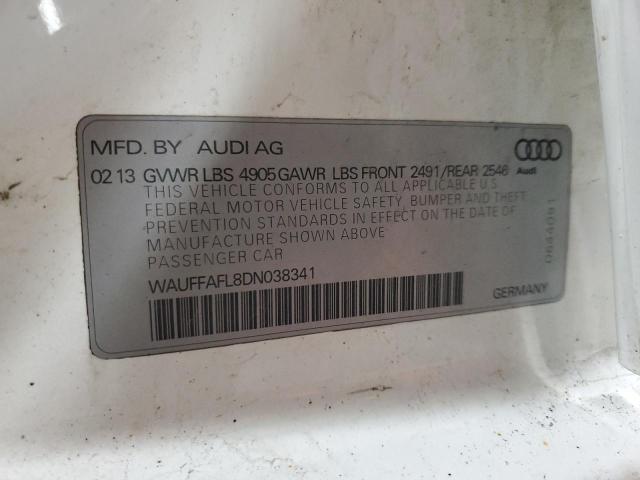 MFD. BY AUDI AG
Audi
02 13 GVWR LBS 4905 GAWR LBS FRONT 2491/REAR 2546
THIS VEHICLE CONFORMS TO ALL APPLICABLE U.S.
FEDERAL MOTOR VEHICLE SAFETY, BUMPER AND THEFT
PREVENTION STANDARDS IN EFFECT ON THE DATE OF
MANUFACTURE SHOWN ABOVE
PASSENGER CAR
WAUFFAFL8DN038341
GERMANY
0644091